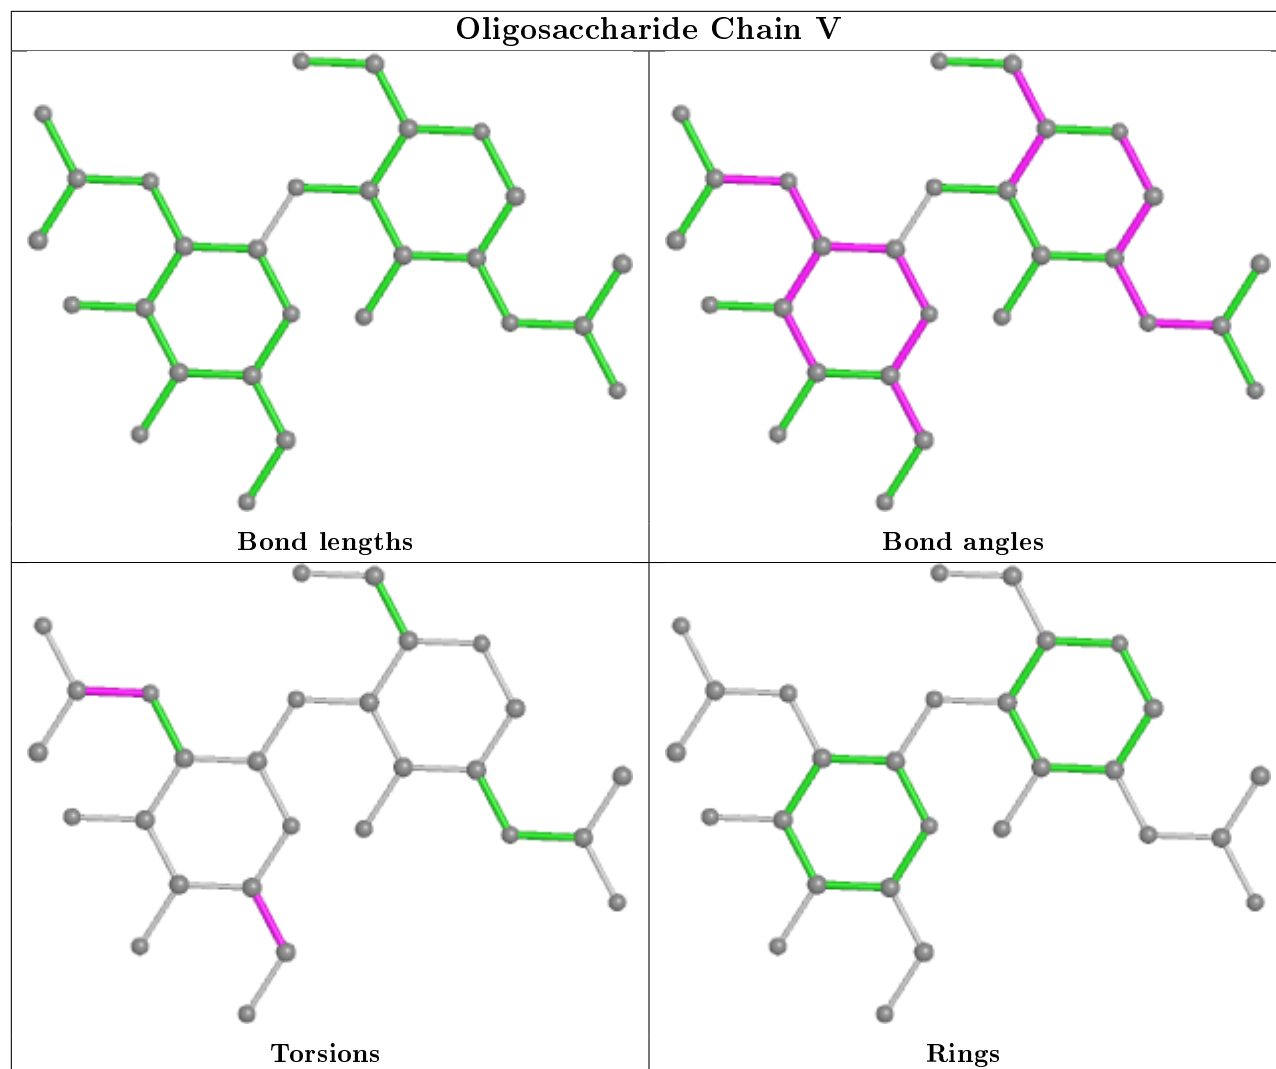 Oligosaccharide Chain V
Bond lengths
Bond angles
Torsions
Rings